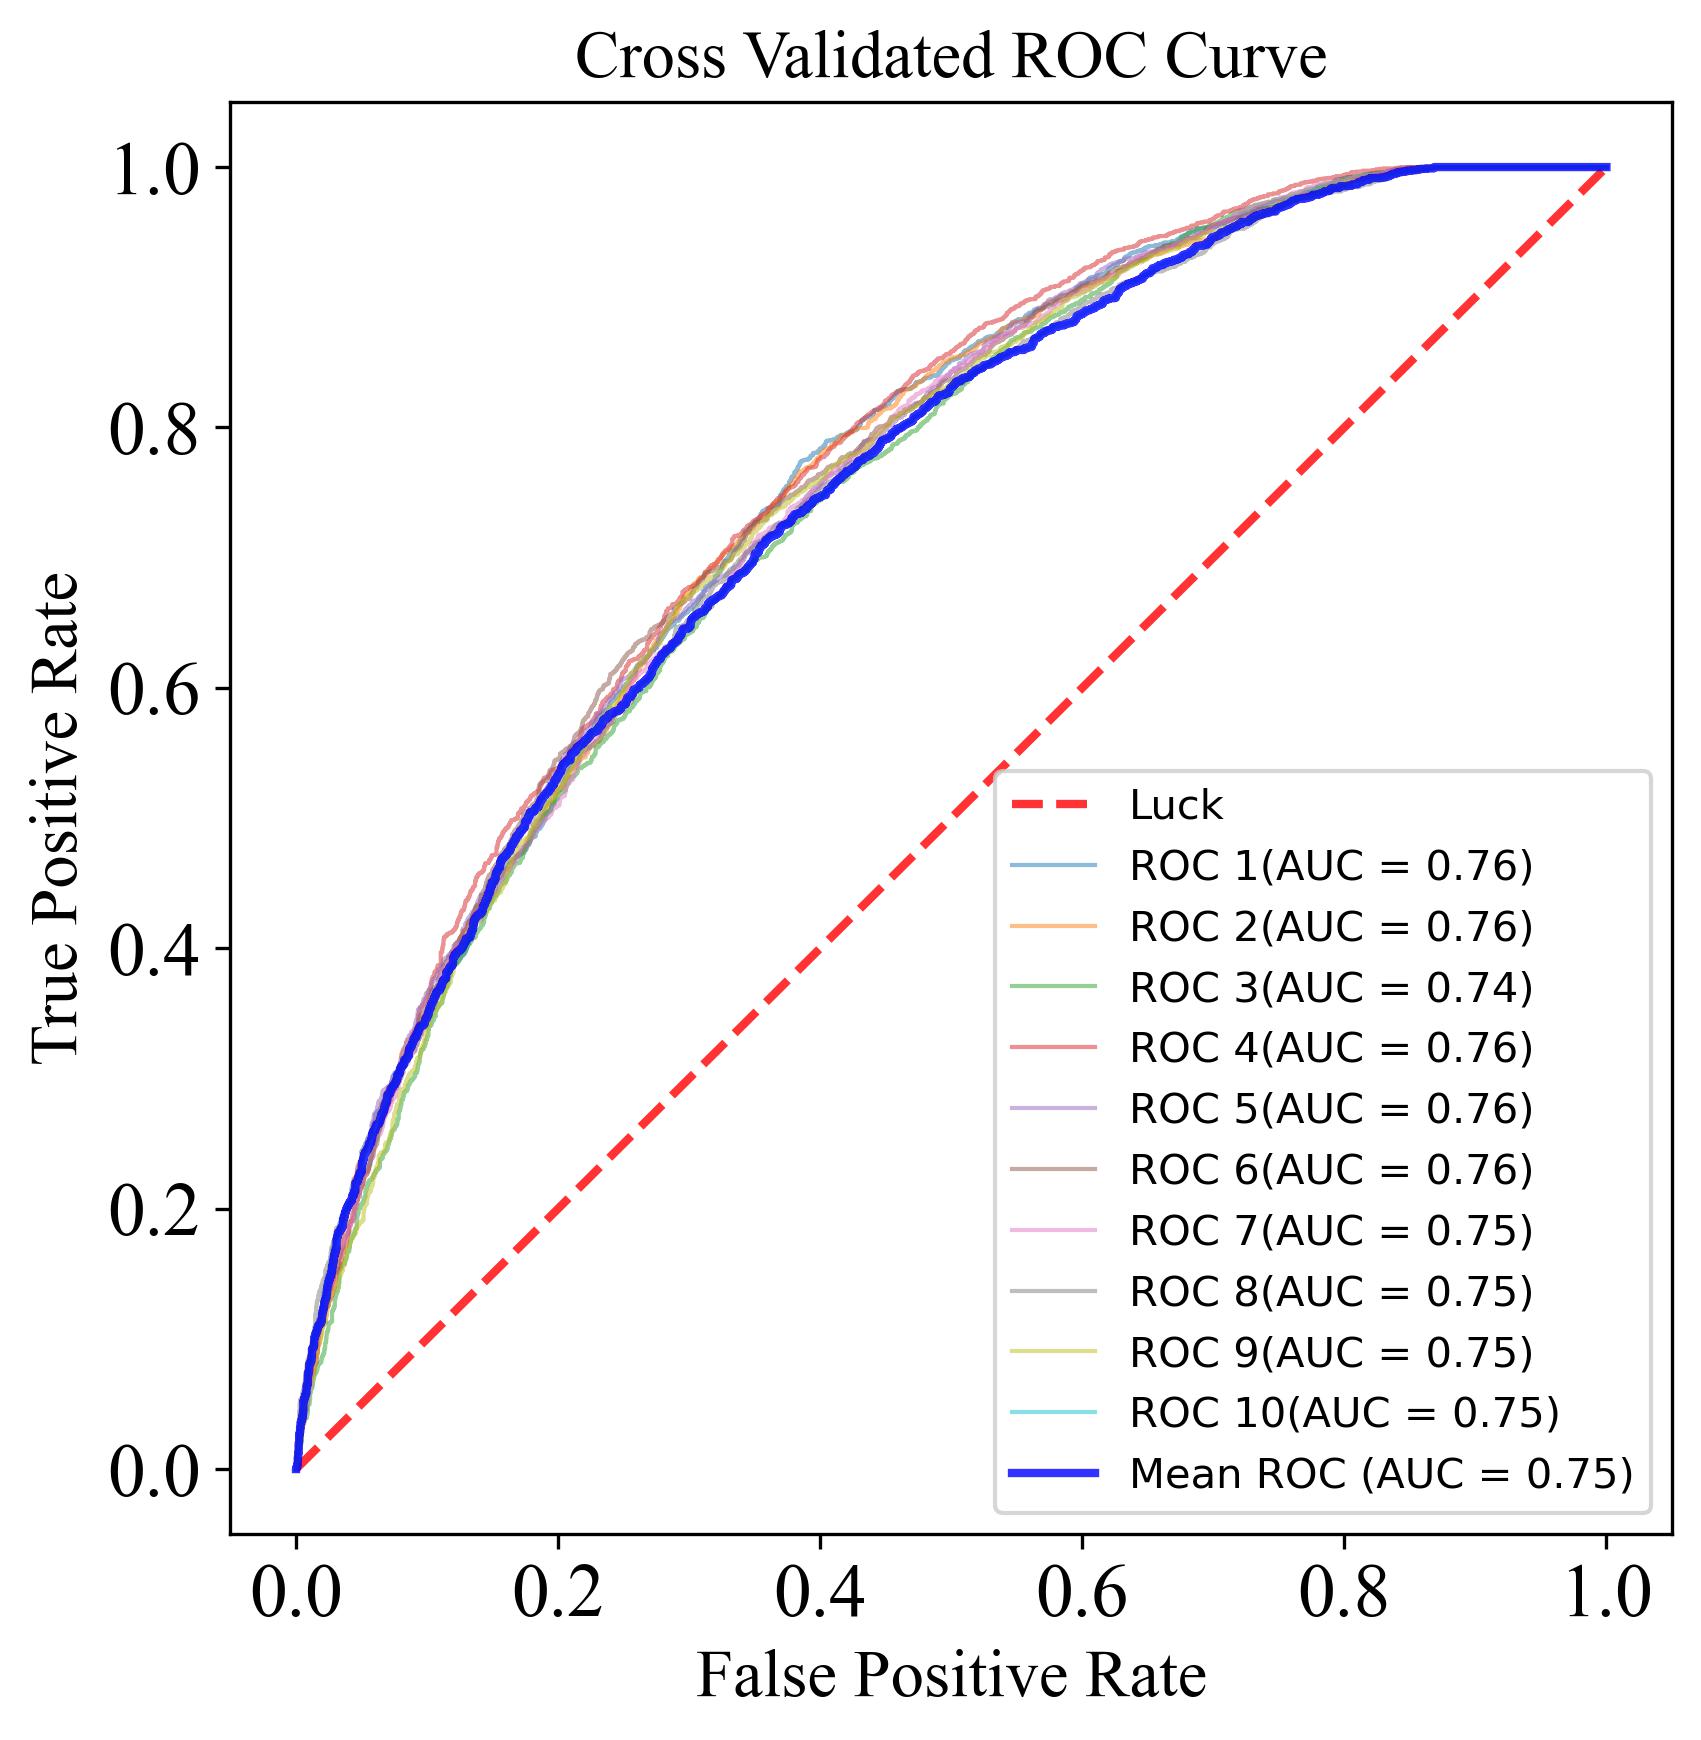 Cross Validated ROC Curve
1.0
0.8
0.6
0.4
0.2
0.0
True Positive Rate
Luck
ROC 1(AUC = 0.76)
ROC 2(AUC = 0.76)
ROC 3(AUC = 0.74)
ROC 4(AUC = 0.76)
ROC 5(AUC = 0.76)
ROC 6(AUC = 0.76)
ROC 7(AUC = 0.75)
ROC 8(AUC = 0.75)
ROC 9(AUC = 0.75)
ROC 10(AUC = 0.75)
Mean ROC (AUC = 0.75)
0.0 0.2 0.4 0.6 0.8 1.0
False Positive Rate